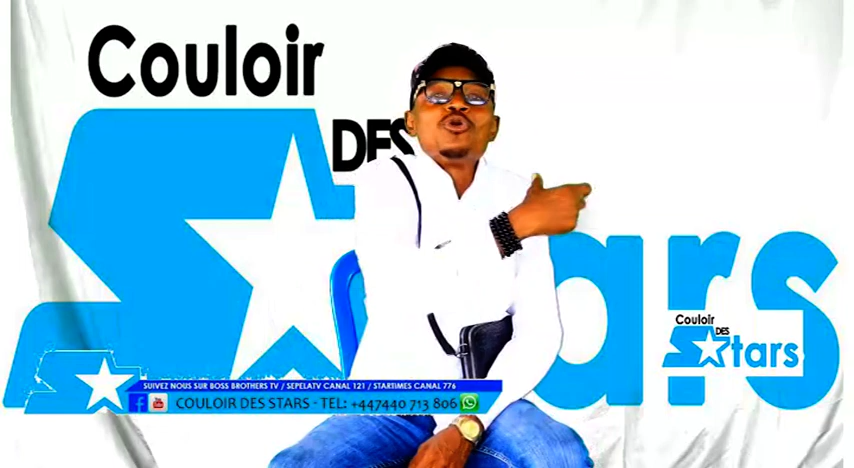 Couloir
DES
Stars
Couloir
DES
Stars
SUIVEZ NOUS SUR BOSS BROTHERS TV / SEPELATV CANAL 121 / STARTIMES CANAL 776
COULOIR DES STARS - TEL: +447440 713 806